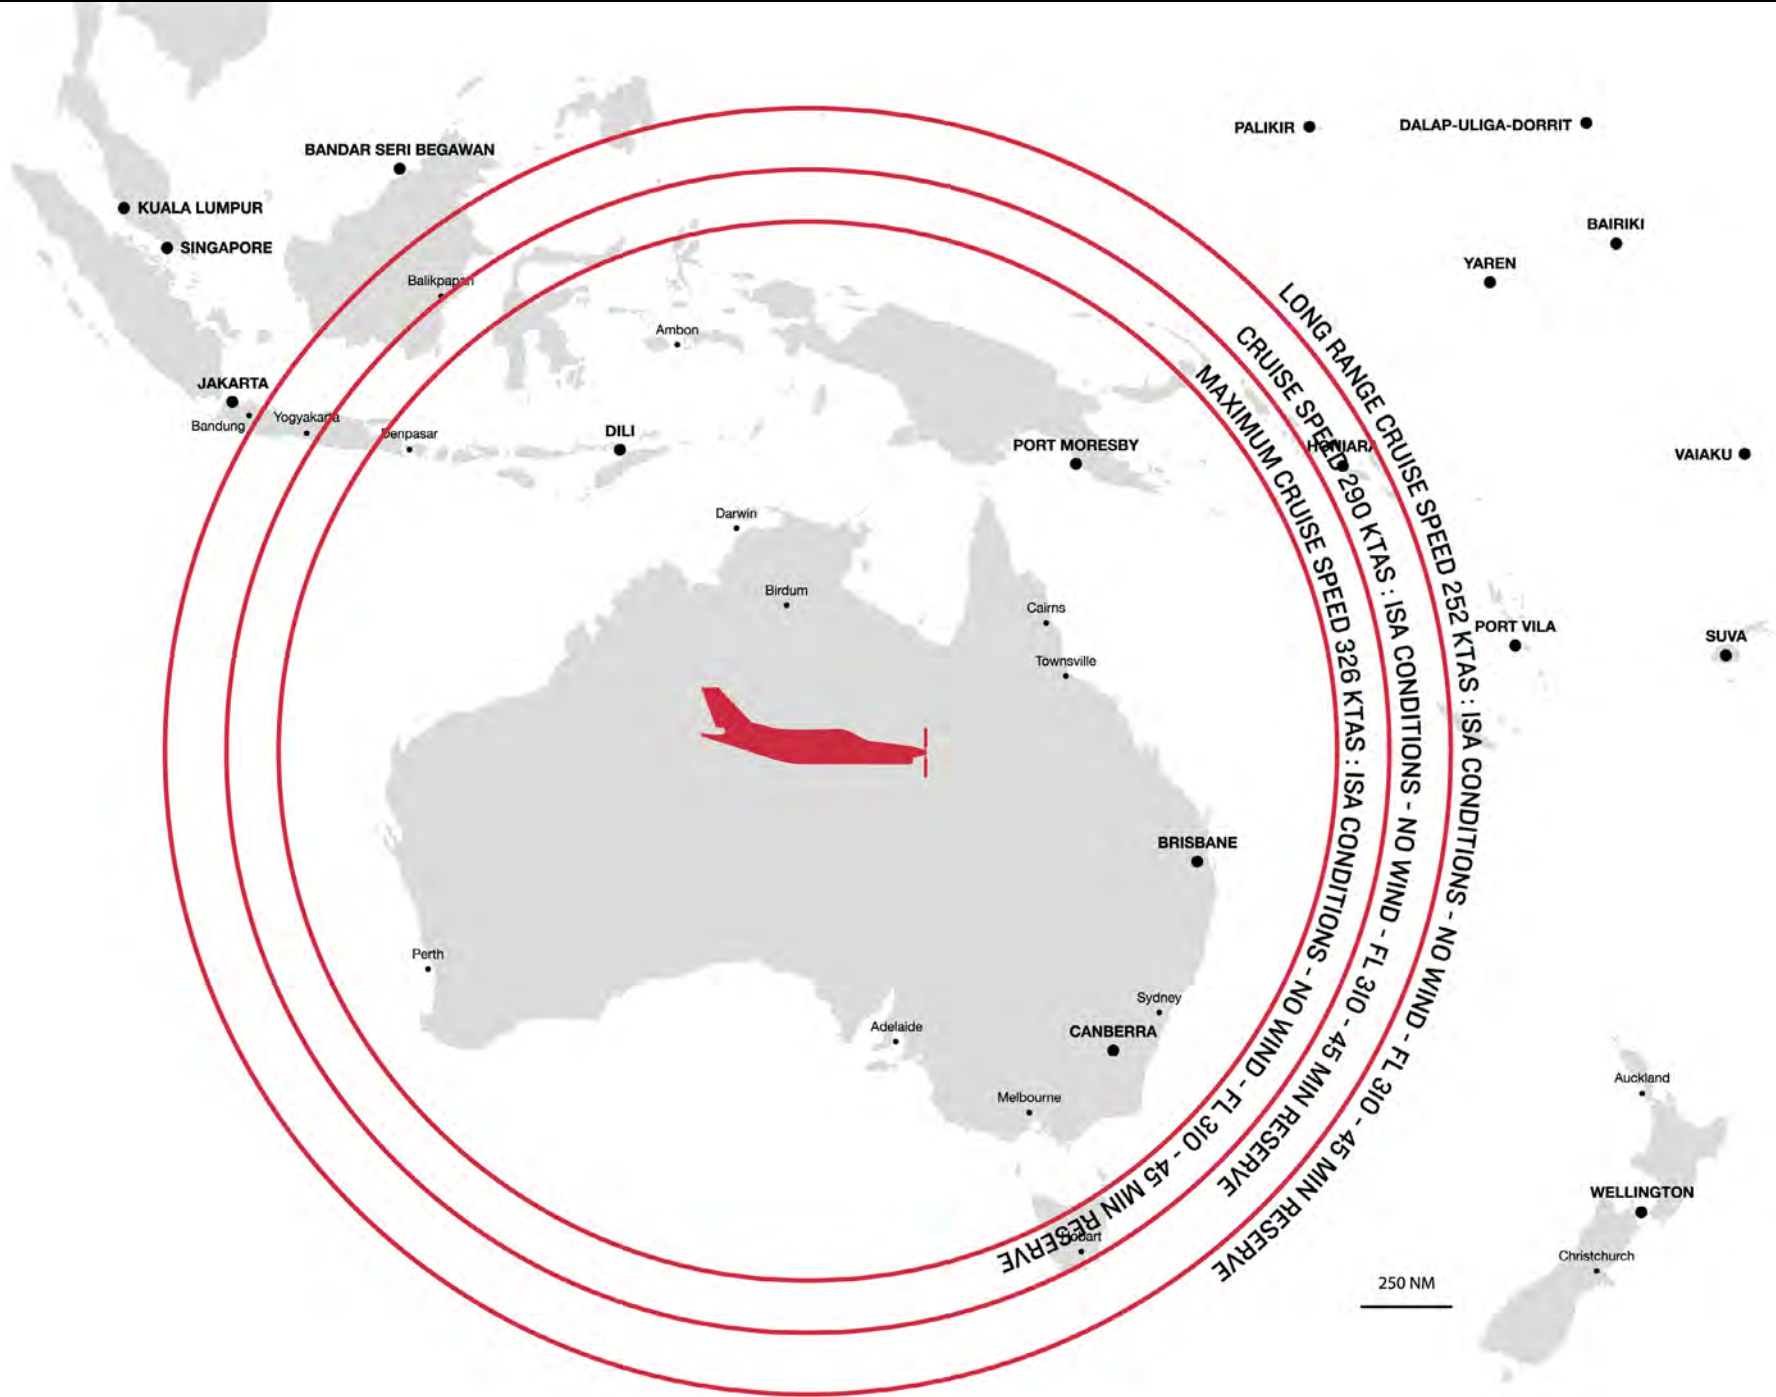 PALIKIR
DALAP-ULIGA-DORRIT
BANDAR SERI BEGAWAN
KUALA LUMPUR
SINGAPORE
BAIRIKI
YAREN
Balikpapan
Ambon
JAKARTA
Bandung
Yogyakarta
Denpasar
DILI
PORT MORESBY
HONIARA
VAIAKU
Darwin
Birdum
Cairns
Townsville
PORT VILA
SUVA
LONG RANGE CRUISE SPEED 252 KTAS : ISA CONDITIONS - NO WIND - FL 310 - 45 MIN RESERVE
CRUISE SPEED 290 KTAS : ISA CONDITIONS - NO WIND - FL 310 - 45 MIN RESERVE
MAXIMUM CRUISE SPEED 326 KTAS : ISA CONDITIONS - NO WIND - FL 310 - 45 MIN RESERVE
BRISBANE
Perth
Sydney
Adelaide
CANBERRA
Melbourne
Hobart
Auckland
WELLINGTON
Christchurch
250 NM